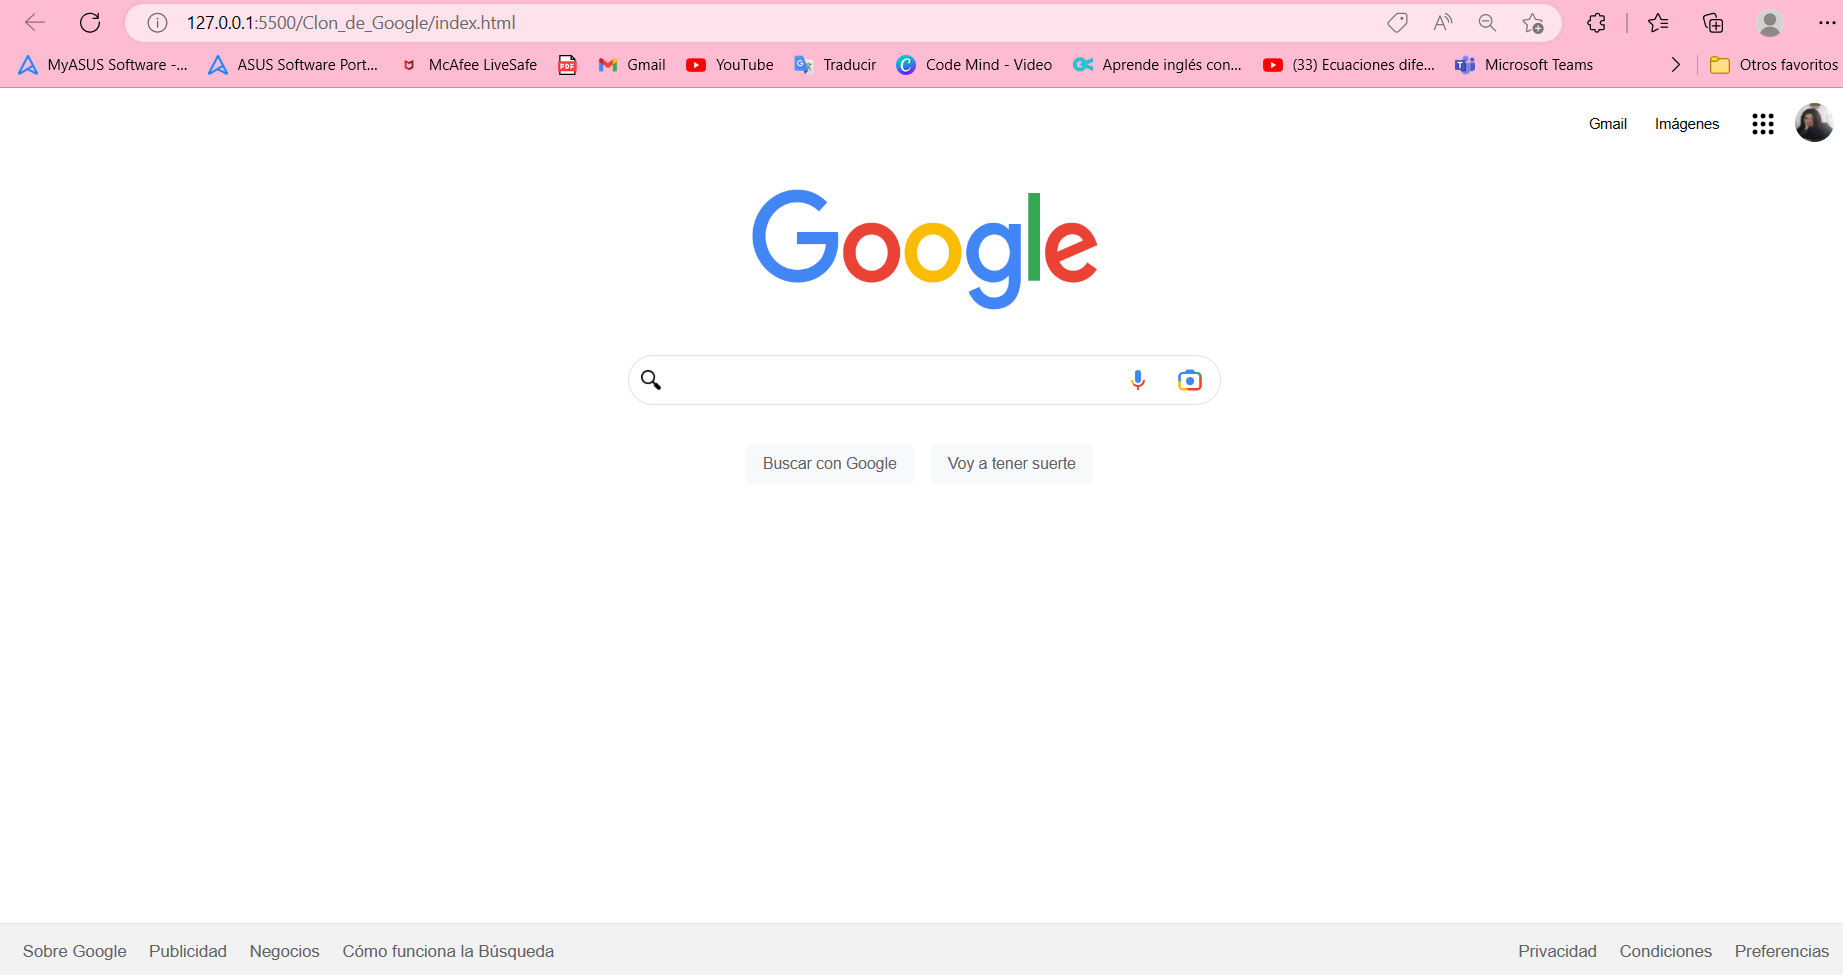 127.0.0.1:5500/Clon_de_Google/index.html
MyASUS Software -... ASUS Software Port... McAfee LiveSafe PDF Gmail YouTube Traducir Code Mind - Video Aprende inglés con... (33) Ecuaciones dife... Microsoft Teams Otros favoritos
Gmail Imágenes
Google
Buscar con Google Voy a tener suerte
Sobre Google Publicidad Negocios Cómo funciona la Búsqueda Privacidad Condiciones Preferencias